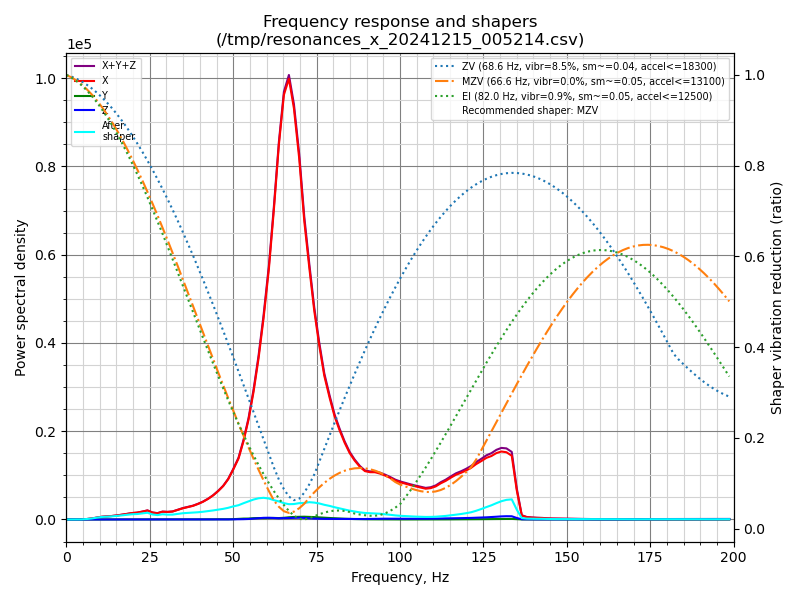 Frequency response and shapers
(/tmp/resonances_x_20241215_005214.csv)
1e5
X+Y+Z
X
Y
Z
After
shaper
ZV (68.6 Hz, vibr=8.5%, sm~=0.04, accel<=18300)
MZV (66.6 Hz, vibr=0.0%, sm~=0.05, accel<=13100)
EI (82.0 Hz, vibr=0.9%, sm~=0.05, accel<=12500)
Recommended shaper: MZV
Power spectral density
1.0
0.8
0.6
0.4
0.2
0.0
Shaper vibration reduction (ratio)
1.0
0.8
0.6
0.4
0.2
0.0
0 25 50 75 100 125 150 175 200
Frequency, Hz